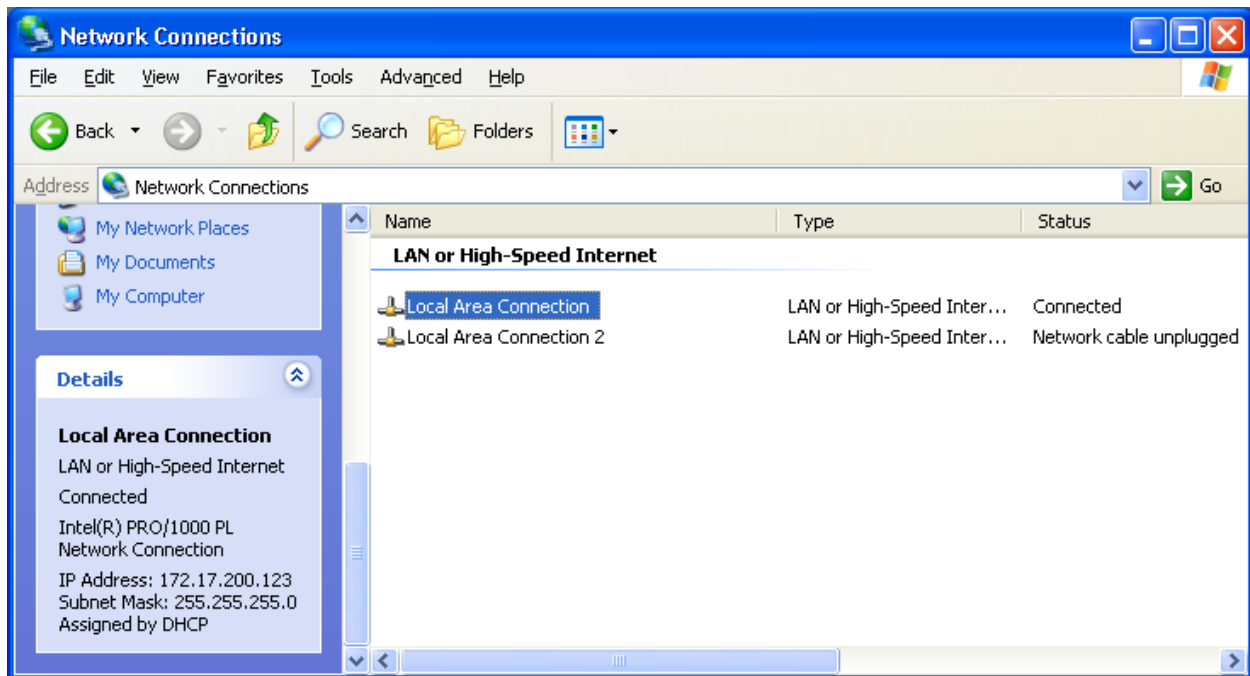 Network Connections
File Edit View Favorites Tools Advanced Help
Back Search Folders
Address Network Connections Go
My Network Places
My Documents
My Computer
Details
Local Area Connection
LAN or High-Speed Internet
Connected
Intel(R) PRO/1000 PL
Network Connection
IP Address: 172.17.200.123
Subnet Mask: 255.255.255.0
Assigned by DHCP
Name Type Status
LAN or High-Speed Internet
Local Area Connection LAN or High-Speed Inter... Connected
Local Area Connection 2 LAN or High-Speed Inter... Network cable unplugged